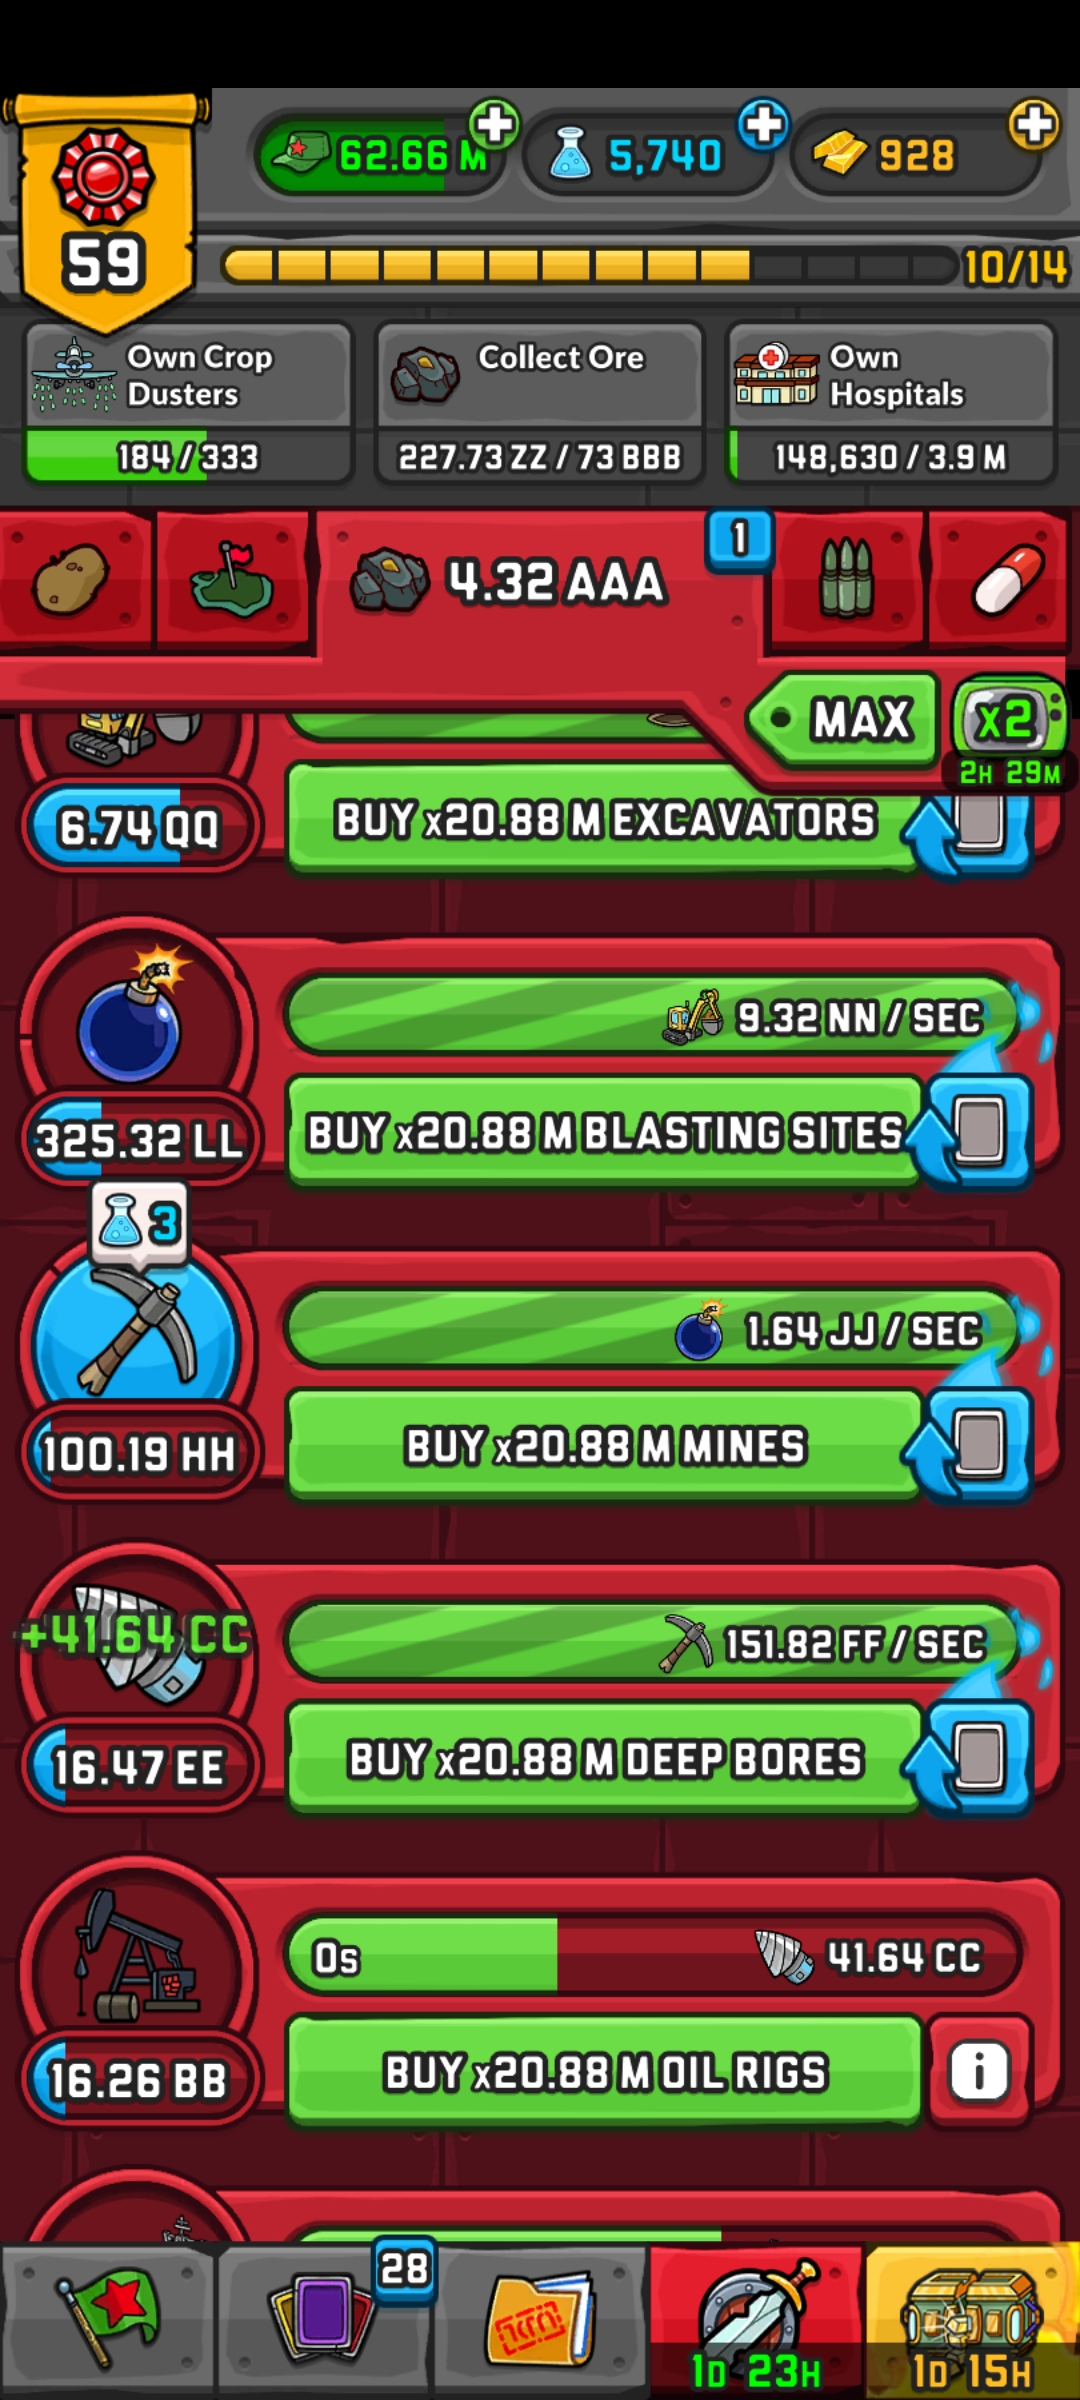 62.66 M
5,740
928
59
10/14
Own Crop
Dusters
184 / 333
Collect Ore
227.73 ZZ / 73 BBB
Own
Hospitals
148,630 / 3.9 M
4.32 AAA
1
MAX
x2
2H 29M
6.74 QQ
BUY x20.88 M EXCAVATORS
9.32 NN / SEC
325.32 LL
BUY x20.88 M BLASTING SITES
3
1.64 JJ / SEC
100.19 HH
BUY x20.88 M MINES
+41.64 CC
151.82 FF / SEC
16.47 EE
BUY x20.88 M DEEP BORES
0s
41.64 CC
16.26 BB
BUY x20.88 M OIL RIGS
i
28
1D 23H
1D 15H